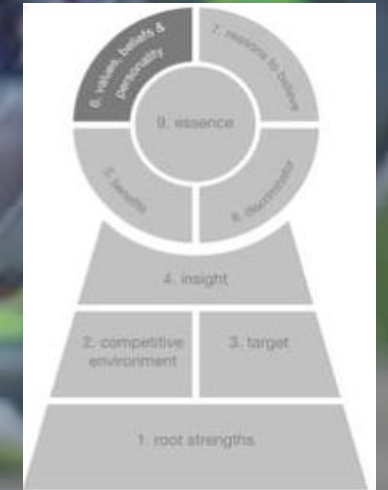 6. values, beliefs &
personality
7. reasons to believe
9. essence
5. benefits
8. discriminator
4. insight
2. competitive
environment
3. target
1. root strengths